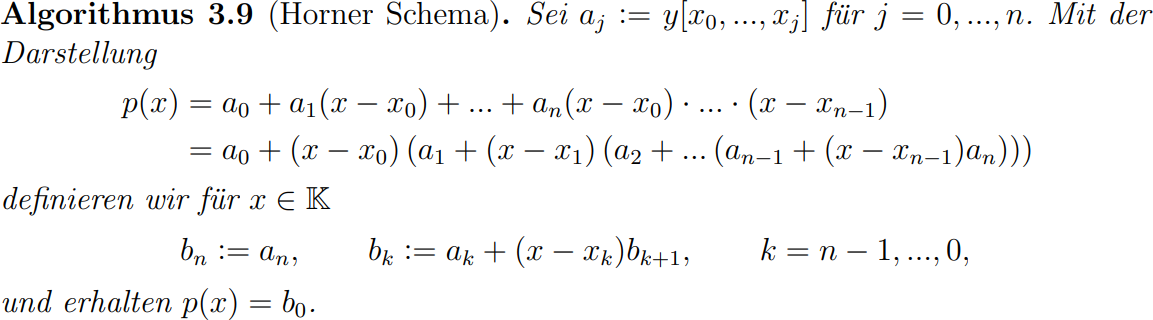 Algorithmus 3.9 (Horner Schema). Sei a_j := y[x_0, ..., x_j] für j = 0, ..., n. Mit der
Darstellung
p(x) = a_0 + a_1(x − x_0) + ... + a_n(x − x_0) · ... · (x − x_{n−1})
= a_0 + (x − x_0) (a_1 + (x − x_1) (a_2 + ... (a_{n−1} + (x − x_{n−1})a_n)))
definieren wir für x ∈ 𝕂
b_n := a_n, b_k := a_k + (x − x_k)b_{k+1}, k = n − 1, ..., 0,
und erhalten p(x) = b_0.